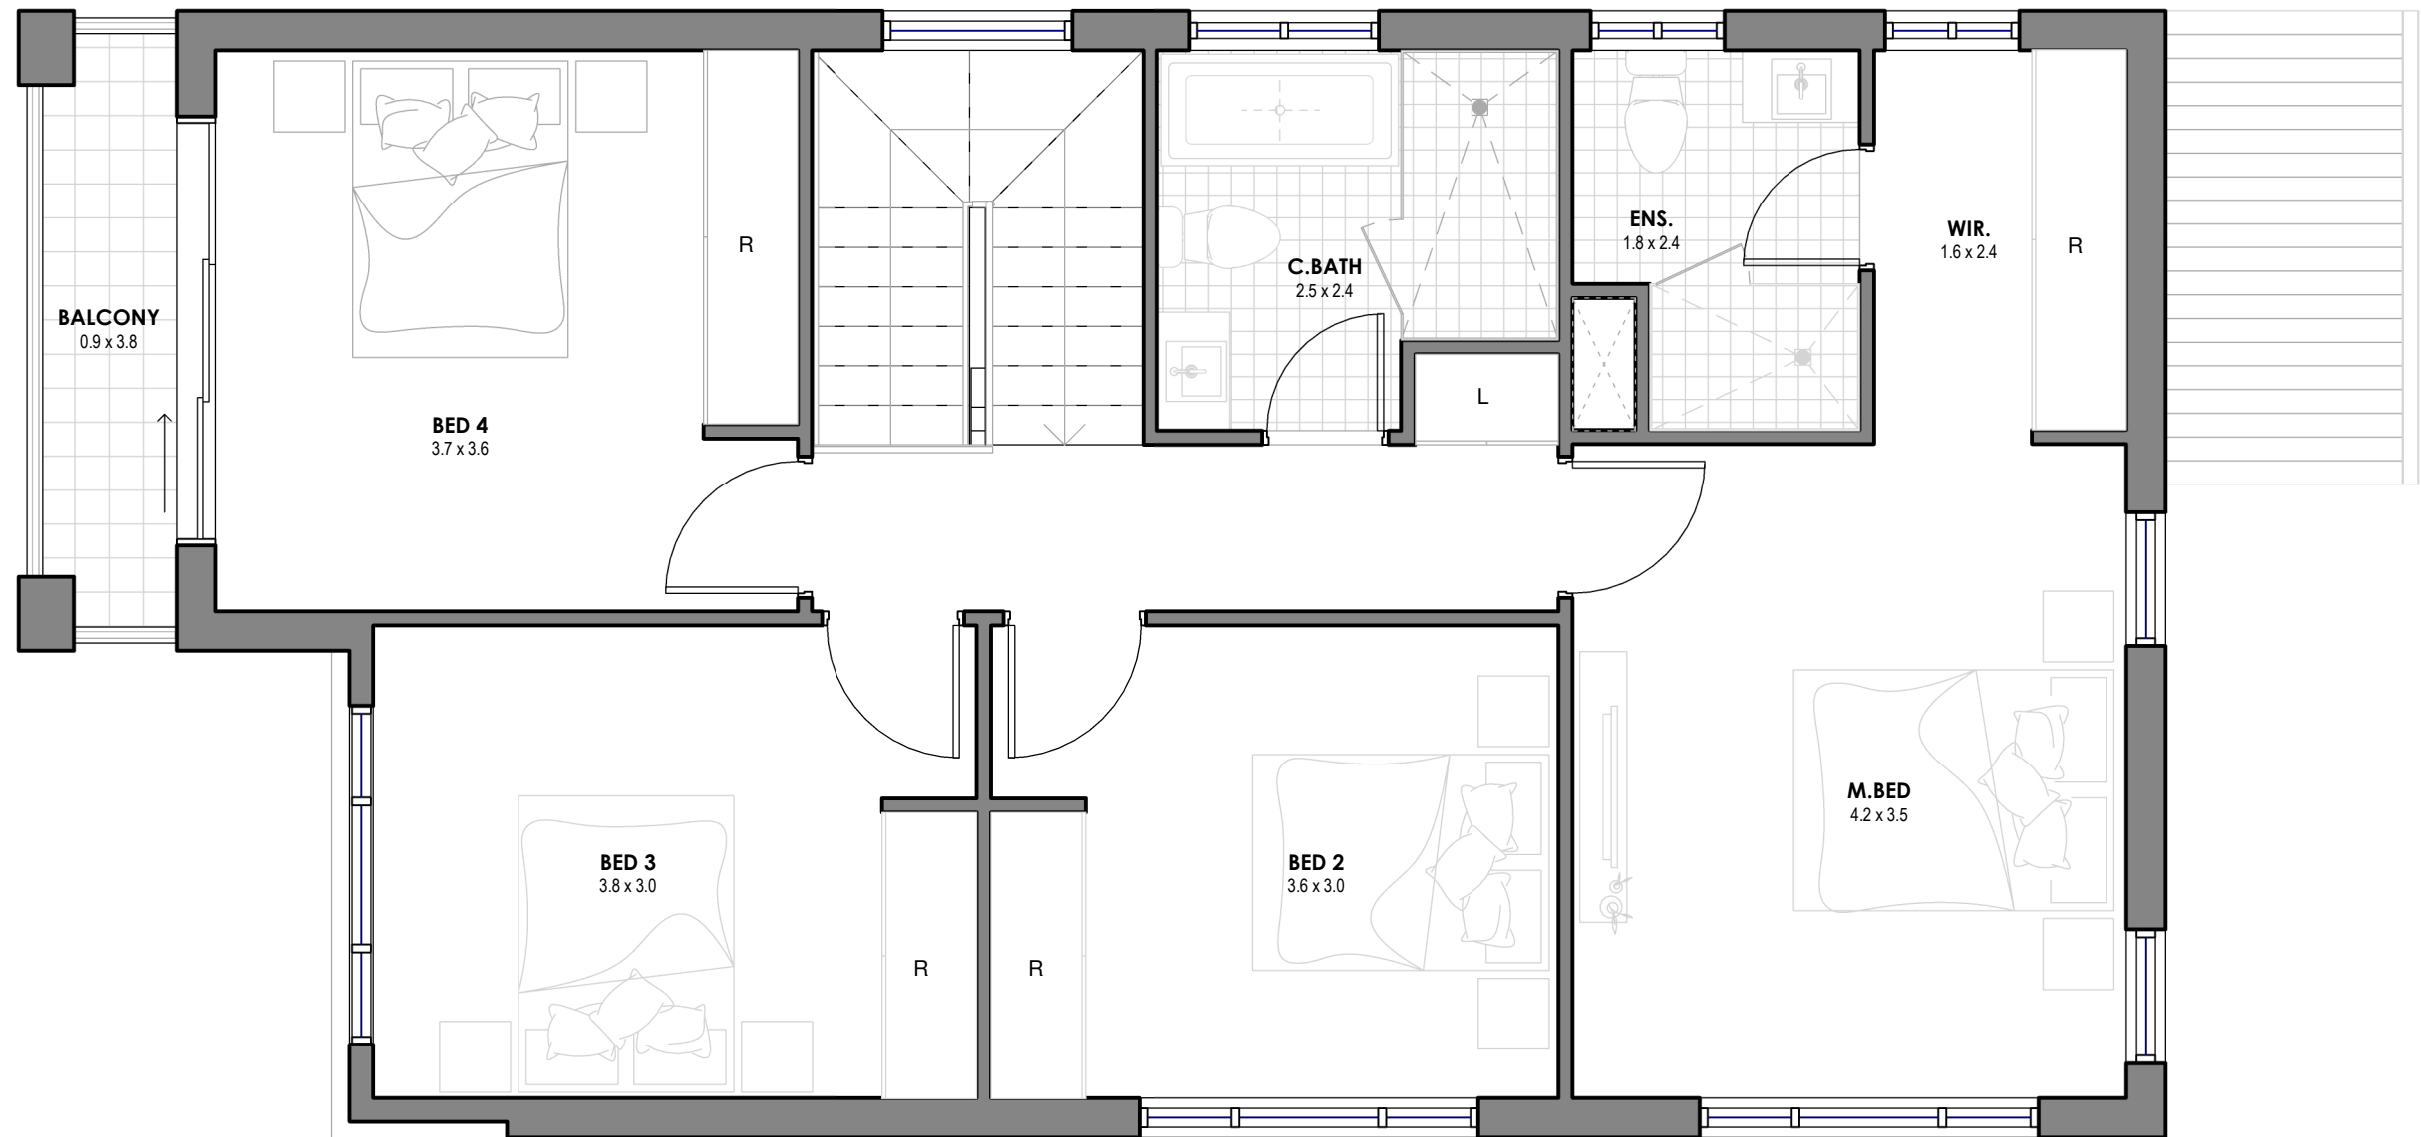 ENS.
1.8 x 2.4
WIR.
1.6 x 2.4
R
R
C.BATH
2.5 x 2.4
BALCONY
0.9 x 3.8
L
BED 4
3.7 x 3.6
M.BED
4.2 x 3.5
BED 3
3.8 x 3.0
BED 2
3.6 x 3.0
R
R